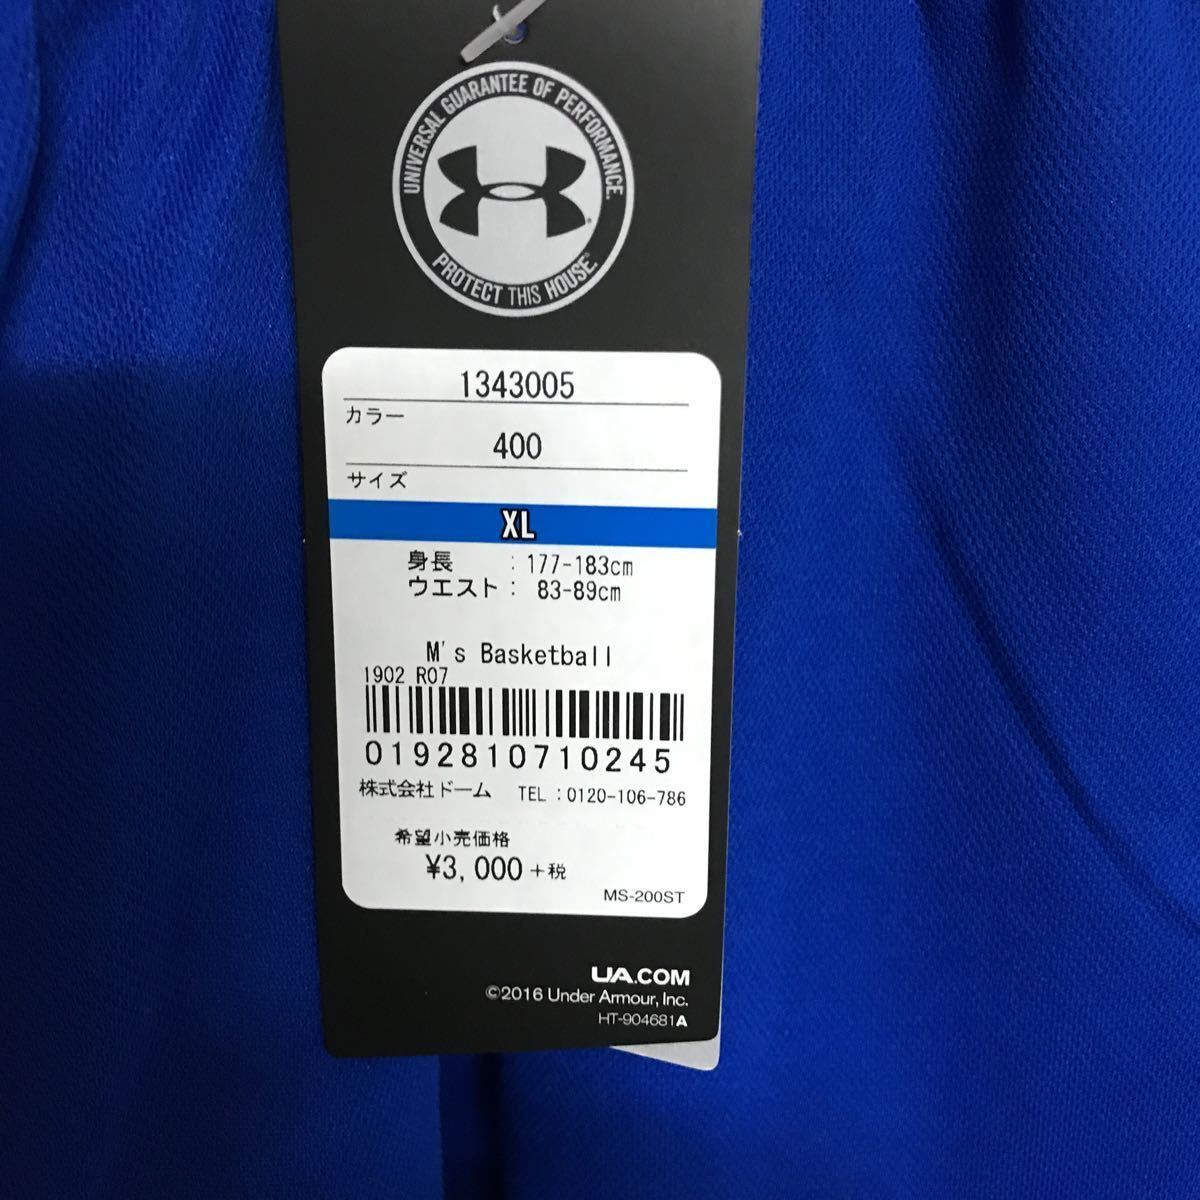 UNIVERSAL GUARANTEE OF PERFORMANCE.
PROTECT THIS HOUSE.
1343005
カラー
400
サイズ
XL
身長 : 177-183cm
ウエスト : 83-89cm
M's Basketball
1902 R07
0192810710245
株式会社ドーム TEL : 0120-106-786
希望小売価格
¥3,000 +税
MS-200ST
UA.COM
©2016 Under Armour, Inc.
HT-904681A